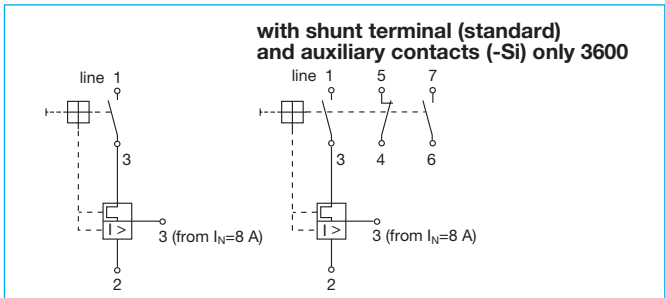 with shunt terminal (standard)
and auxiliary contacts (-Si) only 3600
line 1
3
I >
3 (from IN=8 A)
2
line 1 5 7
3 4 6
I >
3 (from IN=8 A)
2